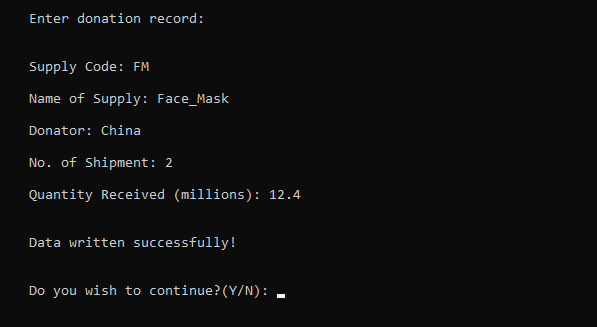 Enter donation record:
Supply Code: FM
Name of Supply: Face_Mask
Donator: China
No. of Shipment: 2
Quantity Received (millions): 12.4
Data written successfully!
Do you wish to continue?(Y/N):